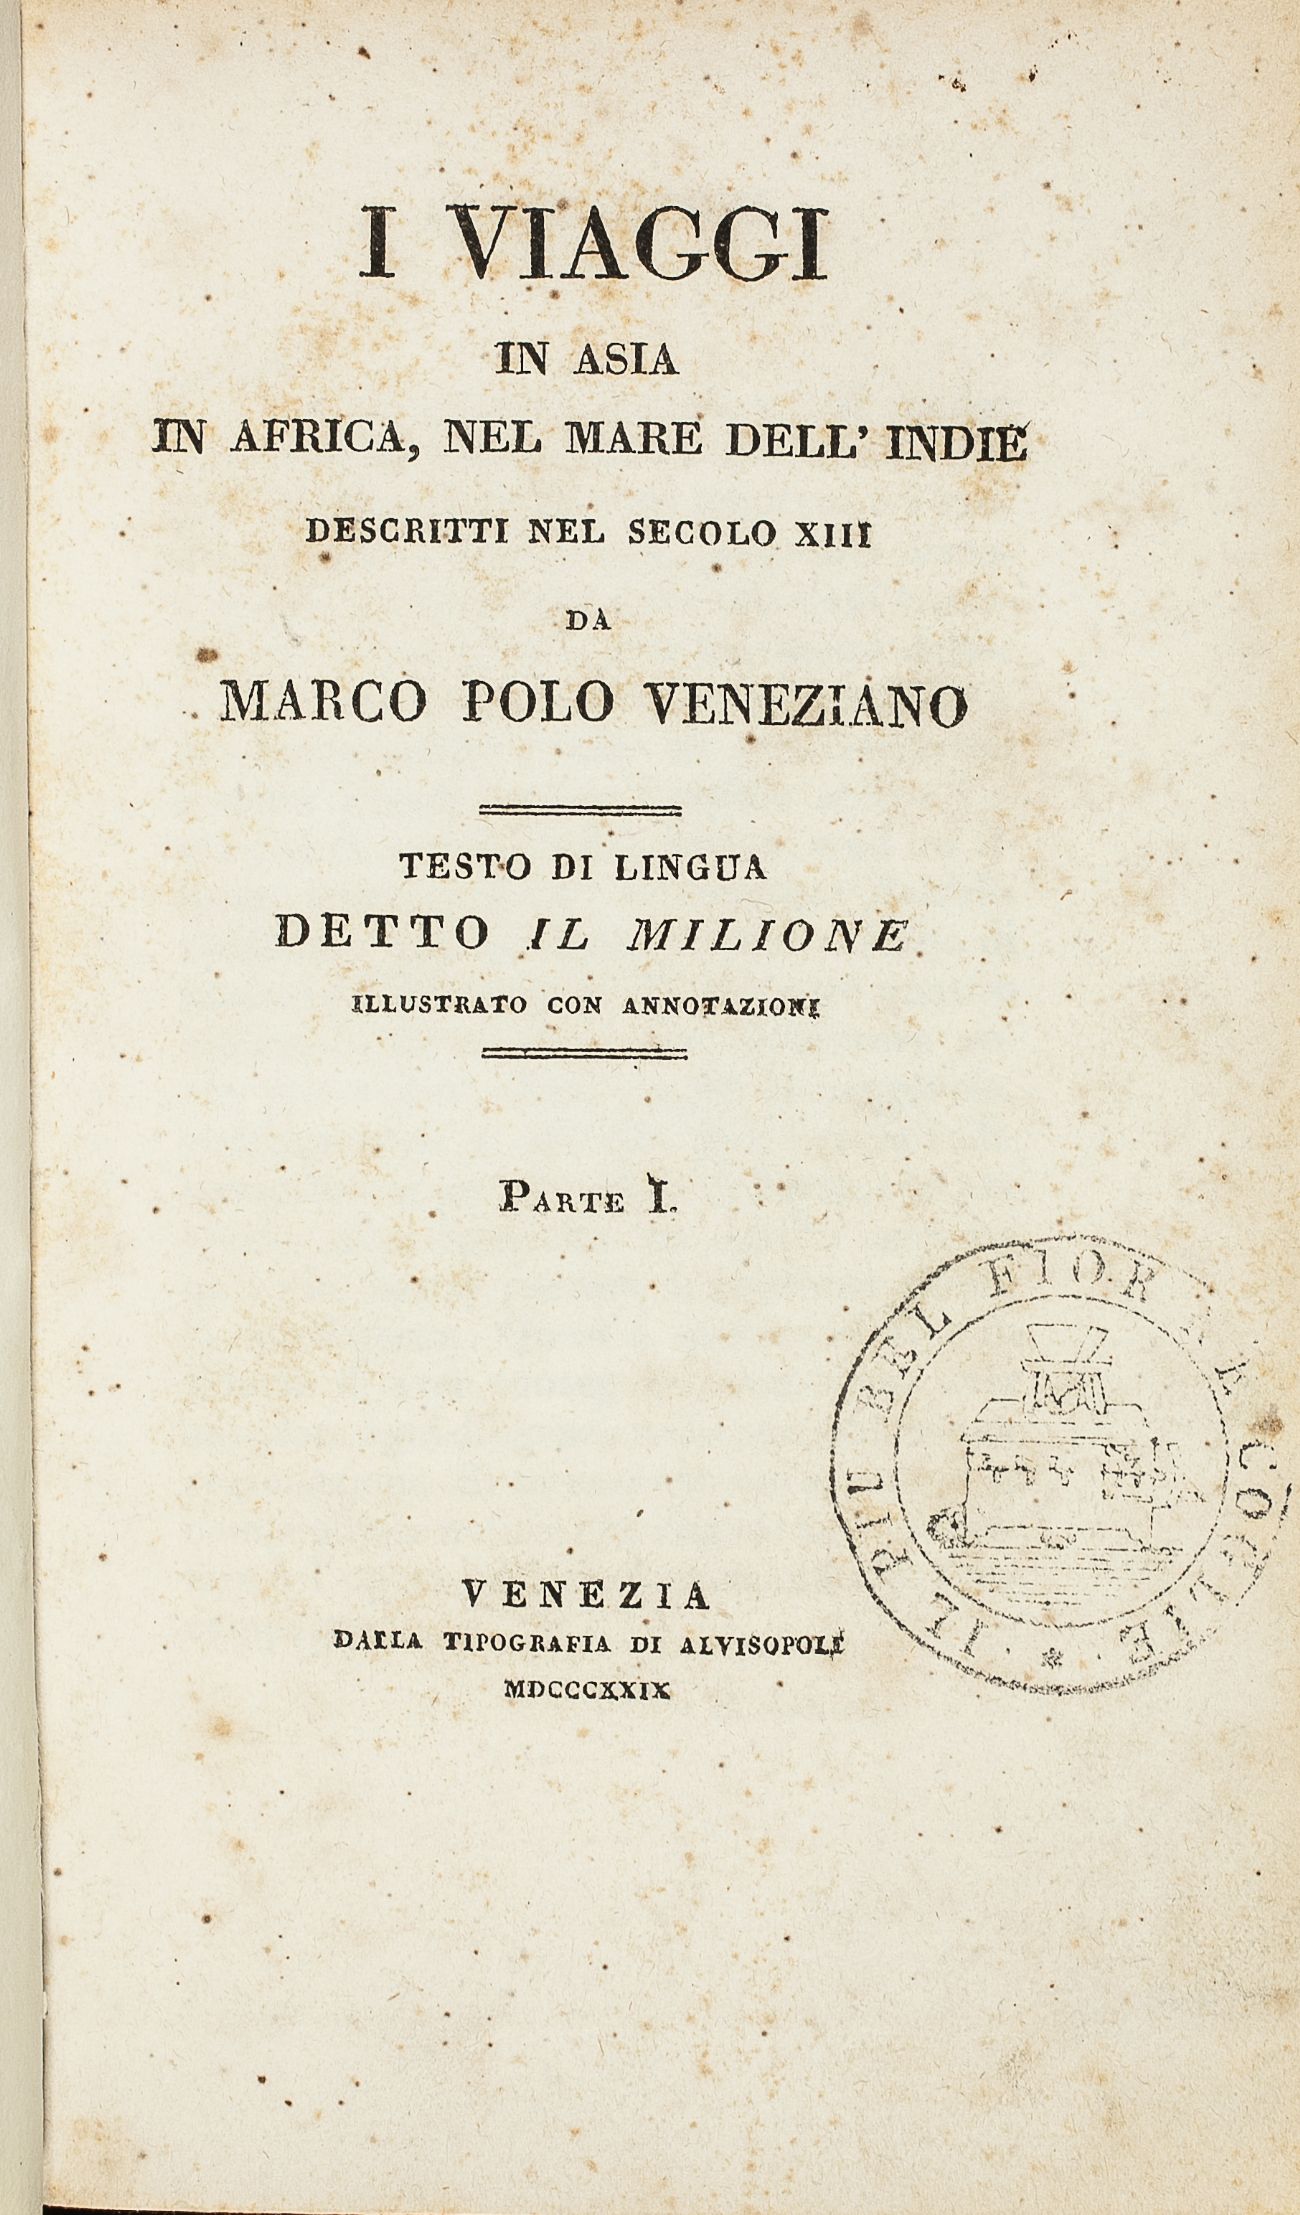 I VIAGGI
IN ASIA
IN AFRICA, NEL MARE DELL' INDIE
DESCRITTI NEL SECOLO XIII
DA
MARCO POLO VENEZIANO
TESTO DI LINGUA
DETTO IL MILIONE
ILLUSTRATO CON ANNOTAZIONI
PARTE I.
IL PIU BEL FIOR NE COGLIE
VENEZIA
DALLA TIPOGRAFIA DI ALVISOPOLI
MDCCCXXIX